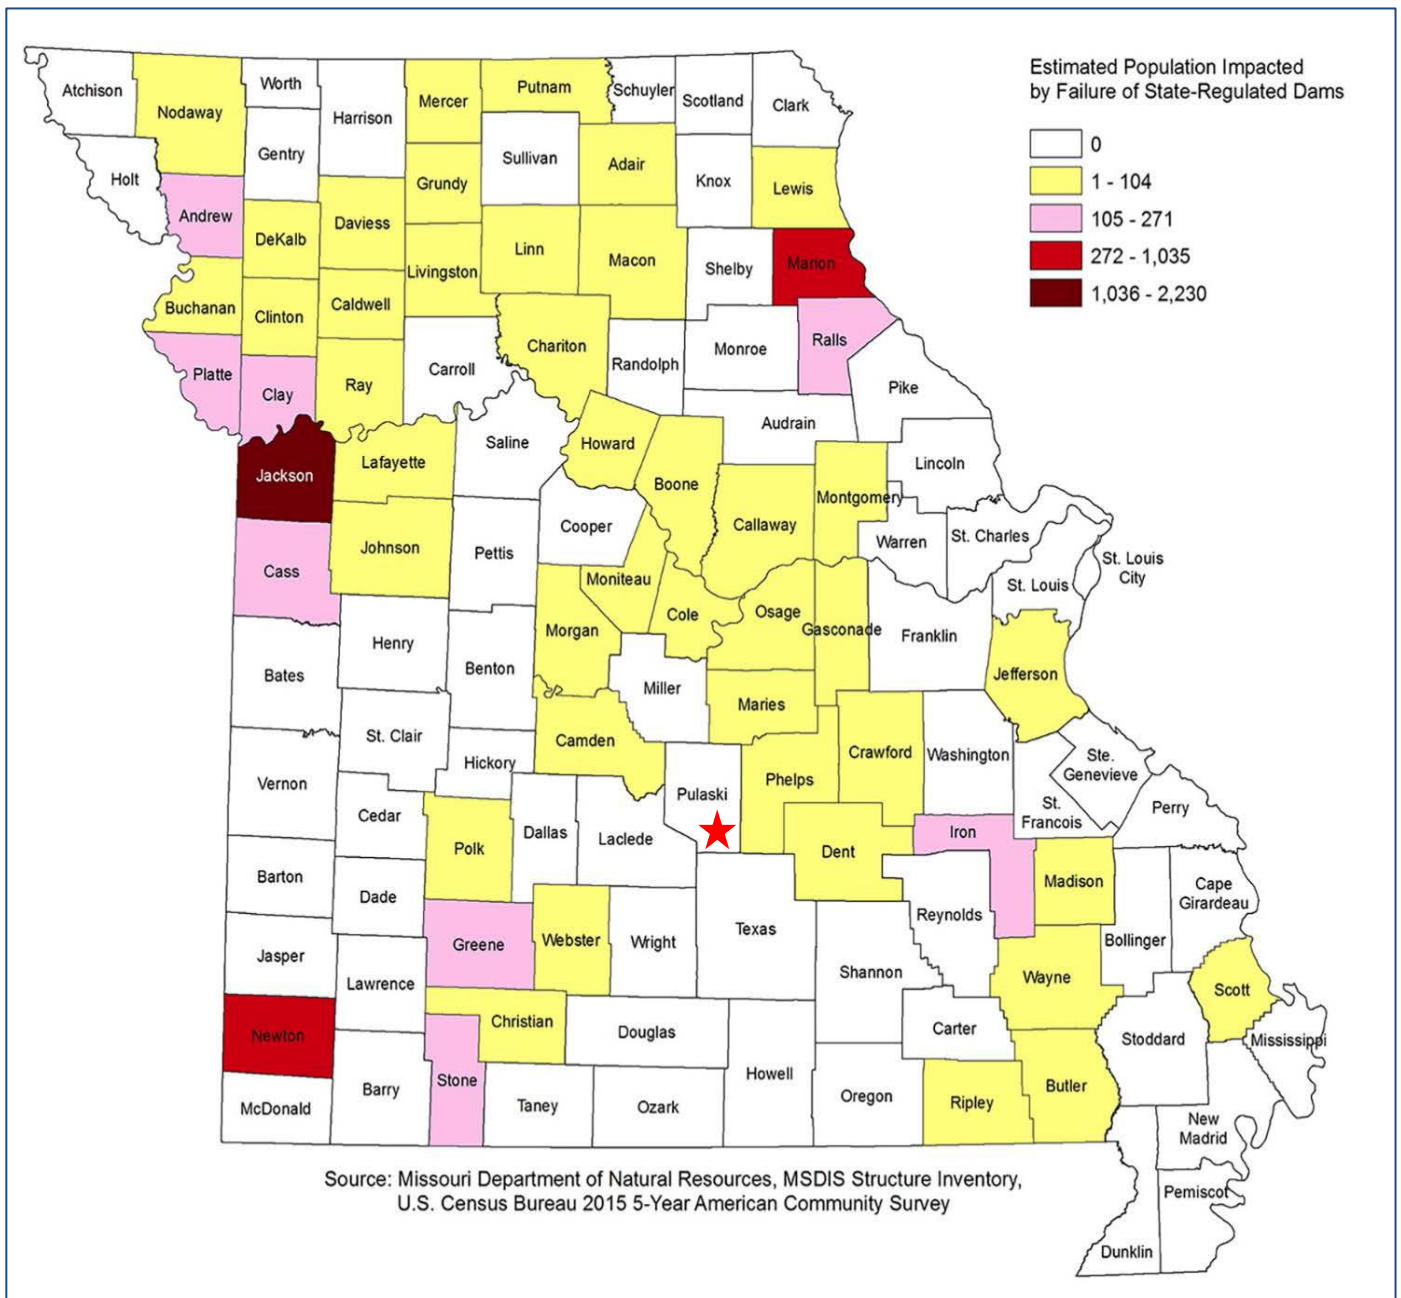 Estimated Population Impacted
by Failure of State-Regulated Dams
0
1 - 104
105 - 271
272 - 1,035
1,036 - 2,230
Atchison
Nodaway
Worth
Harrison
Mercer
Putnam
Schuyler
Scotland
Clark
Holt
Gentry
Sullivan
Adair
Knox
Lewis
Andrew
DeKalb
Daviess
Grundy
Linn
Macon
Shelby
Marion
Buchanan
Clinton
Caldwell
Livingston
Chariton
Randolph
Monroe
Ralls
Platte
Clay
Ray
Carroll
Pike
Audrain
Jackson
Lafayette
Saline
Howard
Boone
Callaway
Montgomery
Lincoln
Cass
Johnson
Pettis
Cooper
Moniteau
Cole
Osage
Gasconade
Warren
St. Charles
St. Louis
St. Louis
City
Bates
Henry
Benton
Morgan
Miller
Maries
Franklin
Jefferson
Vernon
St. Clair
Hickory
Camden
Pulaski
Phelps
Crawford
Washington
Ste.
Genevieve
St.
Francois
Perry
Cedar
Polk
Dallas
Laclede
Dent
Iron
Madison
Cape
Girardeau
Barton
Dade
Greene
Webster
Wright
Texas
Shannon
Reynolds
Bollinger
Wayne
Scott
Jasper
Lawrence
Christian
Douglas
Howell
Carter
Stoddard
Mississippi
Newton
Barry
Stone
Taney
Ozark
Oregon
Ripley
Butler
New
Madrid
McDonald
Pemiscot
Dunklin
Source: Missouri Department of Natural Resources, MSDIS Structure Inventory,
U.S. Census Bureau 2015 5-Year American Community Survey